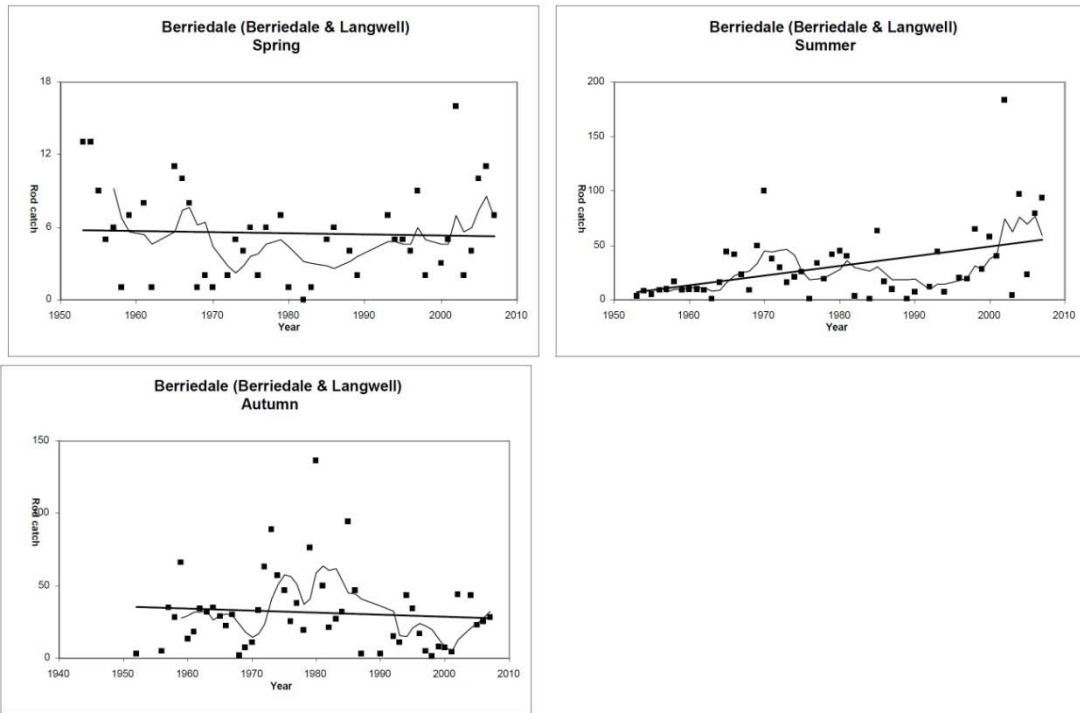 Berriedale (Berriedale & Langwell)
Spring
18
12
6
0
Rod catch
1950 1960 1970 1980 1990 2000 2010
Year
Berriedale (Berriedale & Langwell)
Summer
200
150
100
50
0
Rod catch
1950 1960 1970 1980 1990 2000 2010
Year
Berriedale (Berriedale & Langwell)
Autumn
150
100
50
0
Rod catch
1940 1950 1960 1970 1980 1990 2000 2010
Year